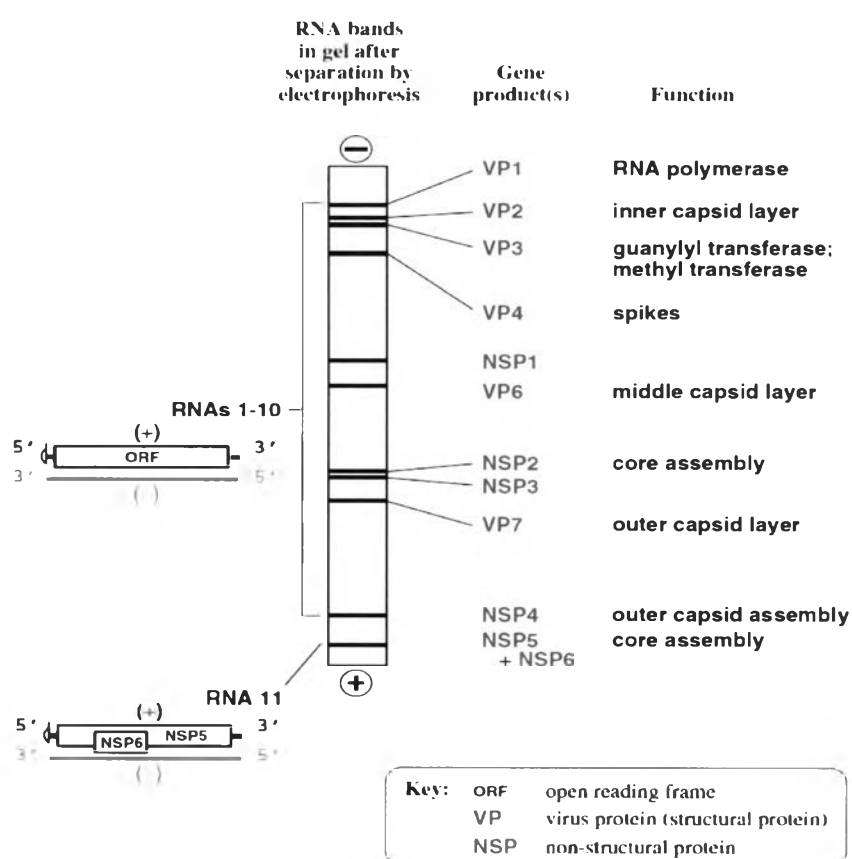 RNA bands
in gel after
separation by
electrophoresis
Gene
product(s)
Function
−
VP1 RNA polymerase
VP2 inner capsid layer
VP3 guanylyl transferase;
methyl transferase
VP4 spikes
NSP1
VP6 middle capsid layer
RNAs 1-10
(+)
5′ ORF 3′
3′ 5′
(-)
NSP2 core assembly
NSP3
VP7 outer capsid layer
NSP4 outer capsid assembly
NSP5 core assembly
+ NSP6
+
RNA 11
(+)
5′ NSP6 NSP5 3′
3′ 5′
(-)
Key: ORF open reading frame
VP virus protein (structural protein)
NSP non-structural protein